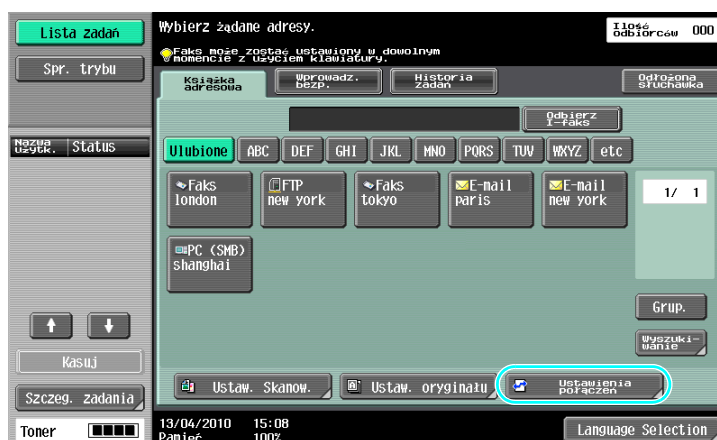 Lista zadań
Spr. trybu
Nazwa użytk.
Status
Kasuj
Szczeg. zadania
Toner
Wybierz żądane adresy.
Faks może zostać ustawiony w dowolnym
momencie z użyciem klawiatury.
Ilość
odbiorców
000
Książka
adresowa
Wprowadz.
bezp.
Historia
zadań
Odłożona
słuchawka
Odbierz
I-faks
Ulubione ABC DEF GHI JKL MNO PQRS TUV WXYZ etc
Faks
london
FTP
new york
Faks
tokyo
E-mail
paris
E-mail
new york
1/ 1
PC (SMB)
shanghai
Grup.
Wyszuki-
wanie
Ustaw. Skanow.
Ustaw. oryginału
Ustawienia
połączeń
13/04/2010 15:08
Pamięć 100%
Language Selection